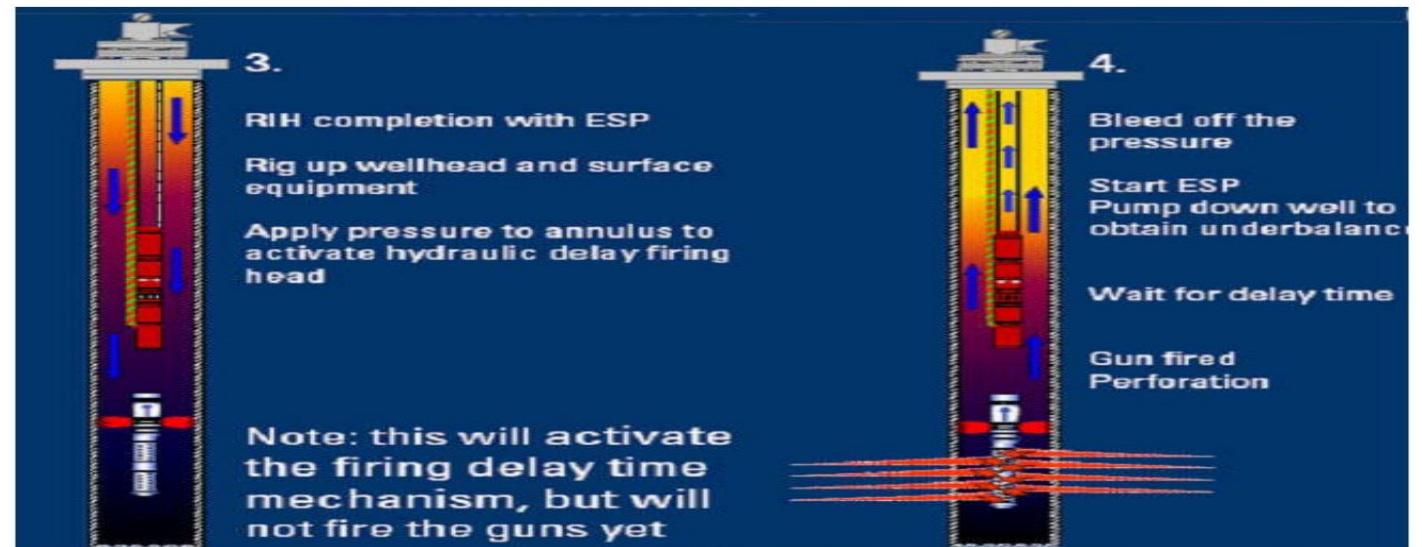 3.
RIH completion with ESP
Rig up wellhead and surface
equipment
Apply pressure to annulus to
activate hydraulic delay firing
head
Note: this will activate
the firing delay time
mechanism, but will
not fire the guns yet
4.
Bleed off the
pressure
Start ESP
Pump down well to
obtain underbalanc
Wait for delay time
Gun fired
Perforation